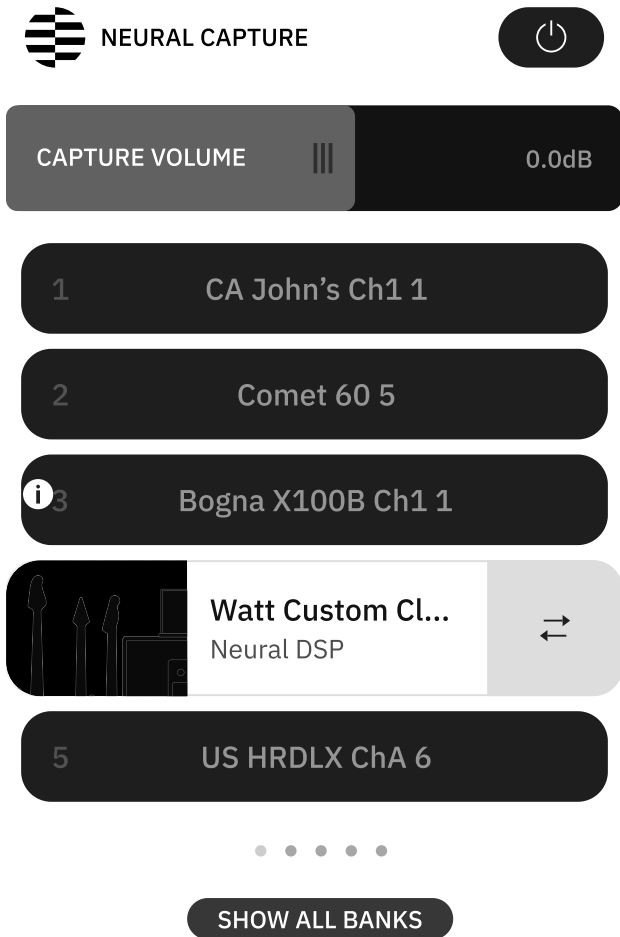 NEURAL CAPTURE
CAPTURE VOLUME
0.0dB
1 CA John’s Ch1 1
2 Comet 60 5
i 3 Bogna X100B Ch1 1
Watt Custom Cl...
Neural DSP
5 US HRDLX ChA 6
SHOW ALL BANKS